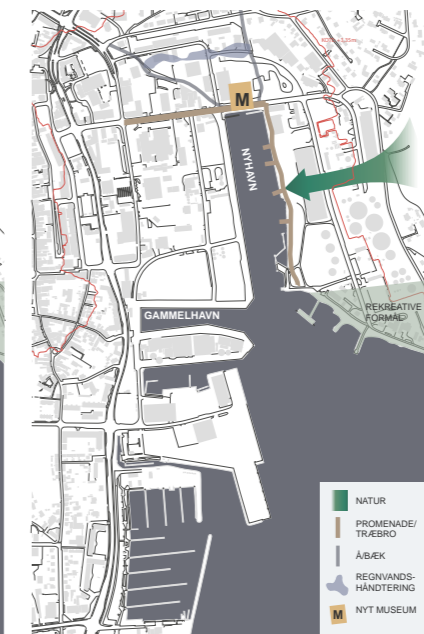 M
NYHAVN
GAMMELHAVN
REKREATIVE
FORMÅL
NATUR
PROMENADE/
TRÆBRO
Å/BÆK
REGNVANDS-
HÅNDTERING
M
NYT MUSEUM